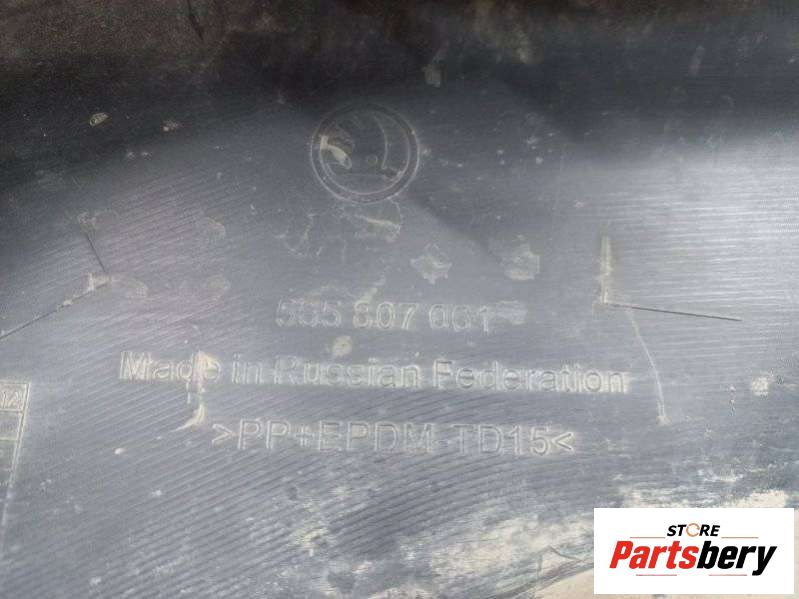 565 807 061
Made in Russian Federation
>PP+EPDM-TD15<
STORE
Partsbery